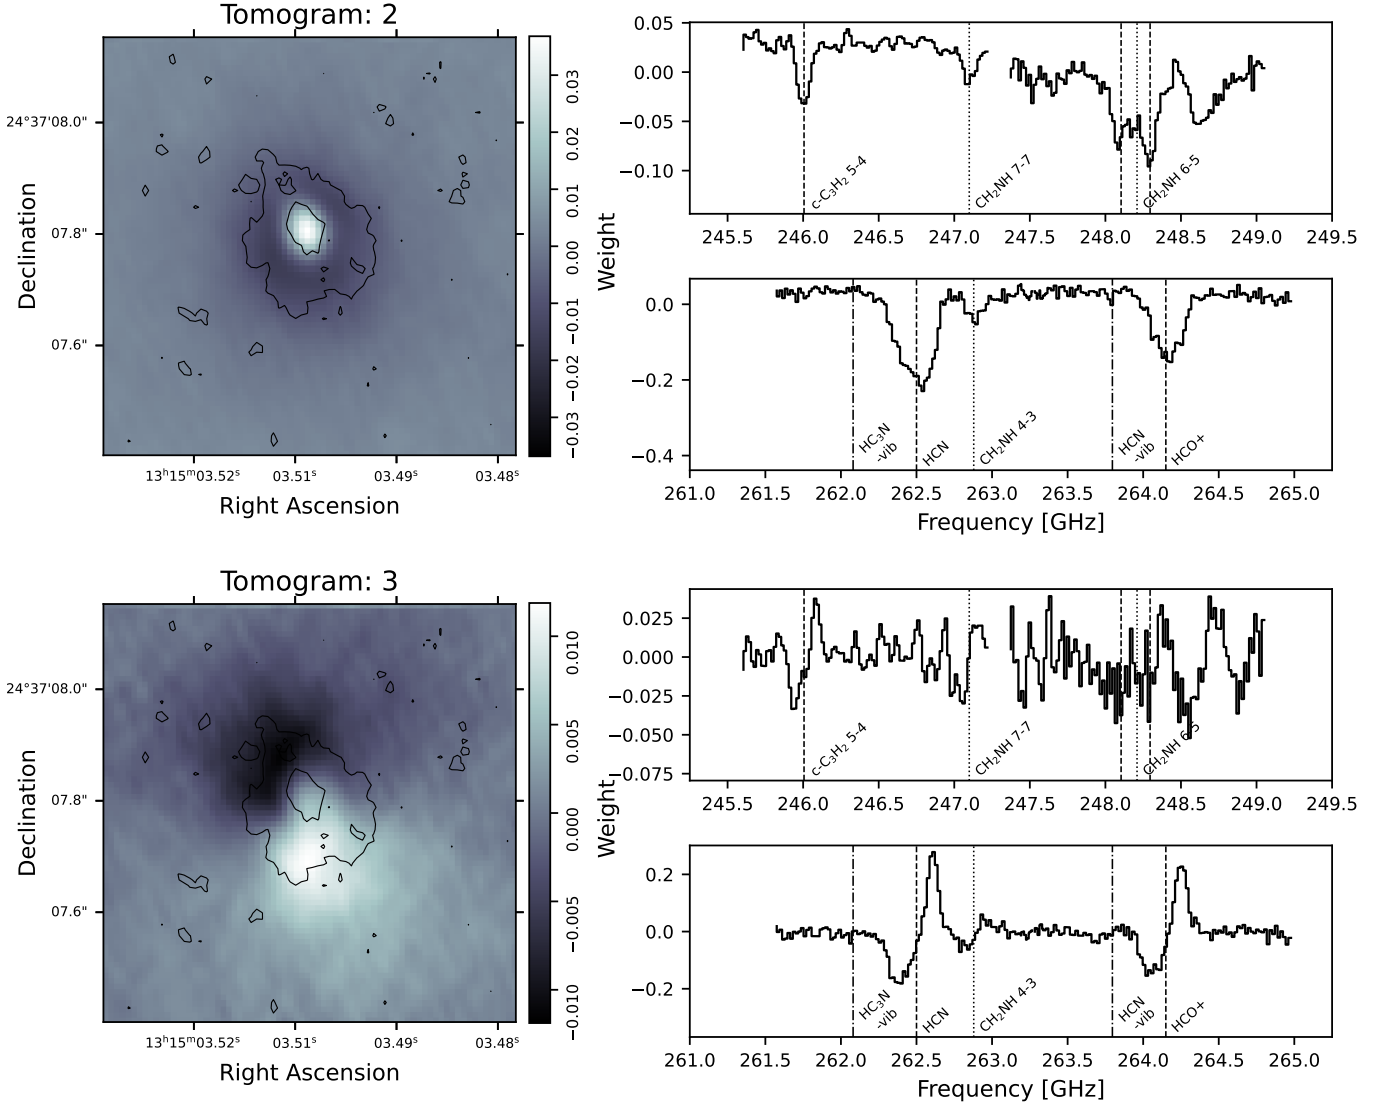 Tomogram: 2
Declination
24°37'08.0"
07.8"
07.6"
13ʰ15ᵐ03.52ˢ 03.51ˢ 03.49ˢ 03.48ˢ
Right Ascension
0.03
0.02
0.01
0.00
−0.01
−0.02
−0.03
Weight
0.05
0.00
−0.05
−0.10
c-C₃H₂ 5-4
CH₂NH 7-7
CH₂NH 6-5
245.5 246.0 246.5 247.0 247.5 248.0 248.5 249.0 249.5
0.0
−0.2
−0.4
HC₃N
-vib
HCN
CH₂NH 4-3
HCN
-vib
HCO+
261.0 261.5 262.0 262.5 263.0 263.5 264.0 264.5 265.0
Frequency [GHz]
Tomogram: 3
Declination
24°37'08.0"
07.8"
07.6"
13ʰ15ᵐ03.52ˢ 03.51ˢ 03.49ˢ 03.48ˢ
Right Ascension
0.010
0.005
0.000
−0.005
−0.010
Weight
0.025
0.000
−0.025
−0.050
−0.075
c-C₃H₂ 5-4
CH₂NH 7-7
CH₂NH 6-5
245.5 246.0 246.5 247.0 247.5 248.0 248.5 249.0 249.5
0.2
0.0
−0.2
HC₃N
-vib
HCN
CH₂NH 4-3
HCN
-vib
HCO+
261.0 261.5 262.0 262.5 263.0 263.5 264.0 264.5 265.0
Frequency [GHz]